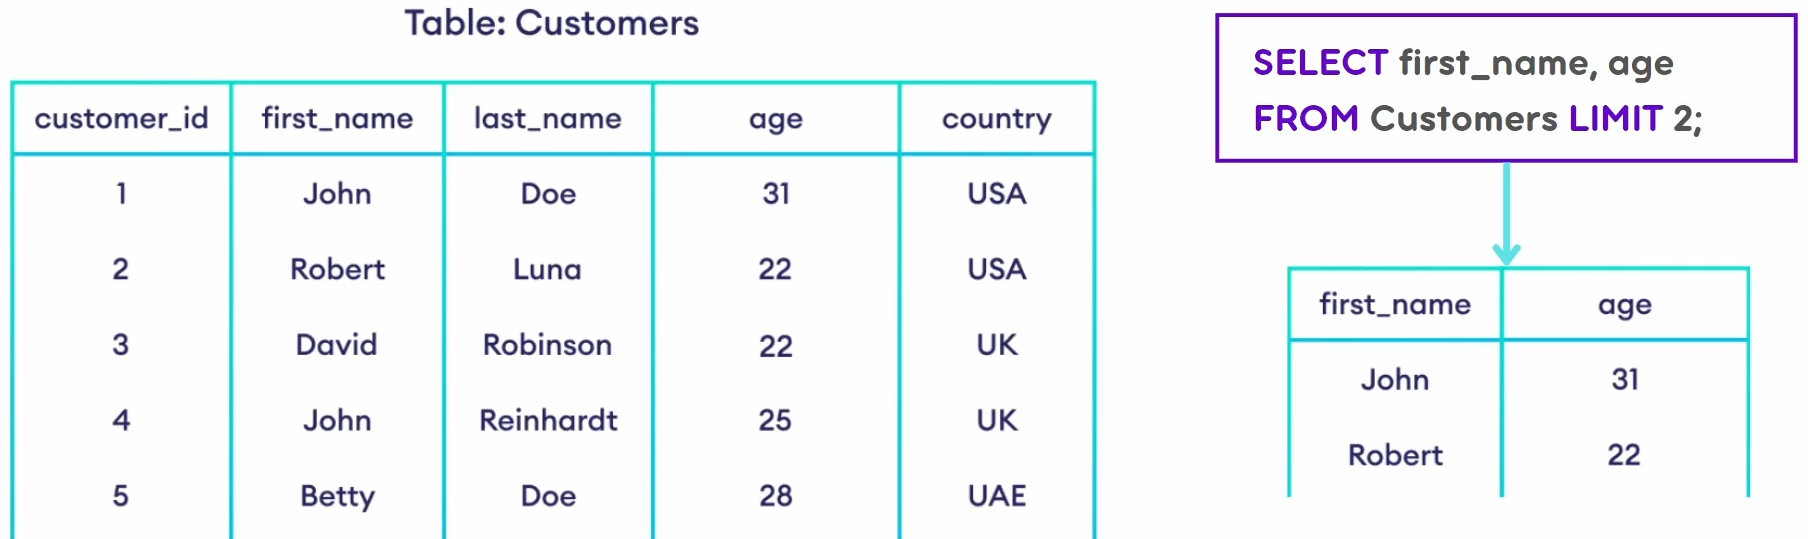 Table: Customers
customer_id first_name last_name age country
1 John Doe 31 USA
2 Robert Luna 22 USA
3 David Robinson 22 UK
4 John Reinhardt 25 UK
5 Betty Doe 28 UAE
SELECT first_name, age
FROM Customers LIMIT 2;
first_name age
John 31
Robert 22